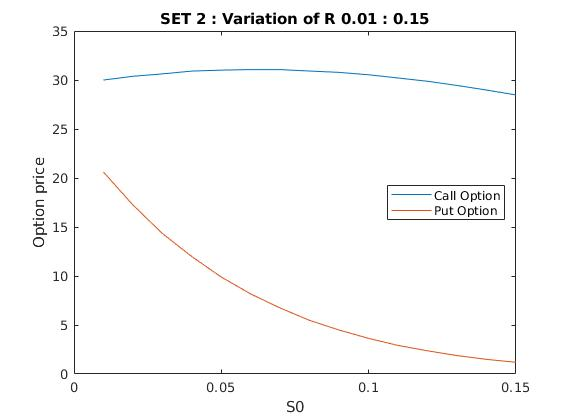 SET 2 : Variation of R 0.01 : 0.15
35
30
25
20
15
10
5
0
Option price
Call Option
Put Option
0
0.05
0.1
0.15
S0